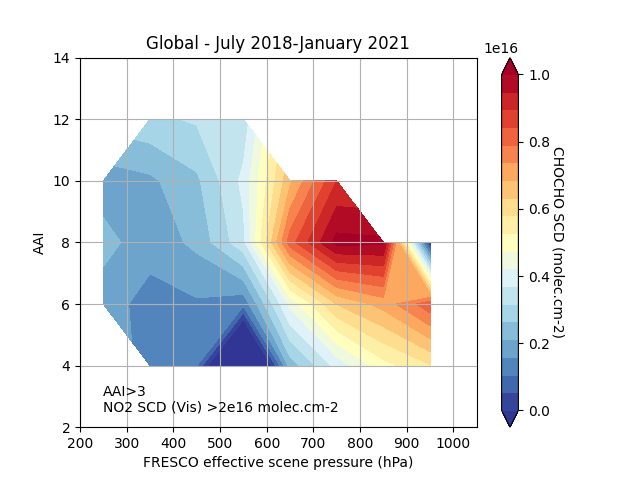 Global - July 2018-January 2021
1e16
14
12
10
8
6
4
2
AAI
AAI>3
NO2 SCD (Vis) >2e16 molec.cm-2
200 300 400 500 600 700 800 900 1000
FRESCO effective scene pressure (hPa)
1.0
0.8
0.6
0.4
0.2
0.0
CHOCHO SCD (molec.cm-2)